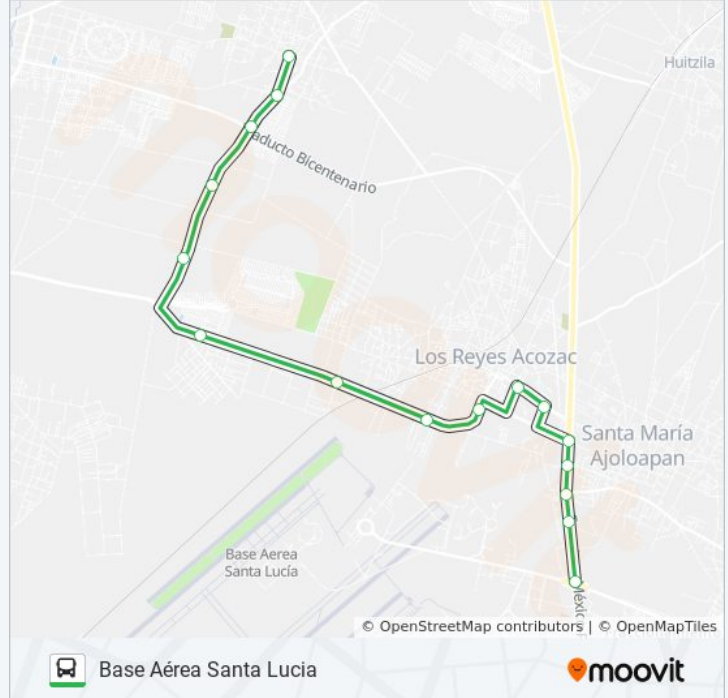 Huitzila
aducto Bicentenario
Los Reyes Acozac
Santa María
Ajoloapan
Base Aerea
Santa Lucía
Méxic
© OpenStreetMap contributors | © OpenMapTiles
Base Aérea Santa Lucia
moovit